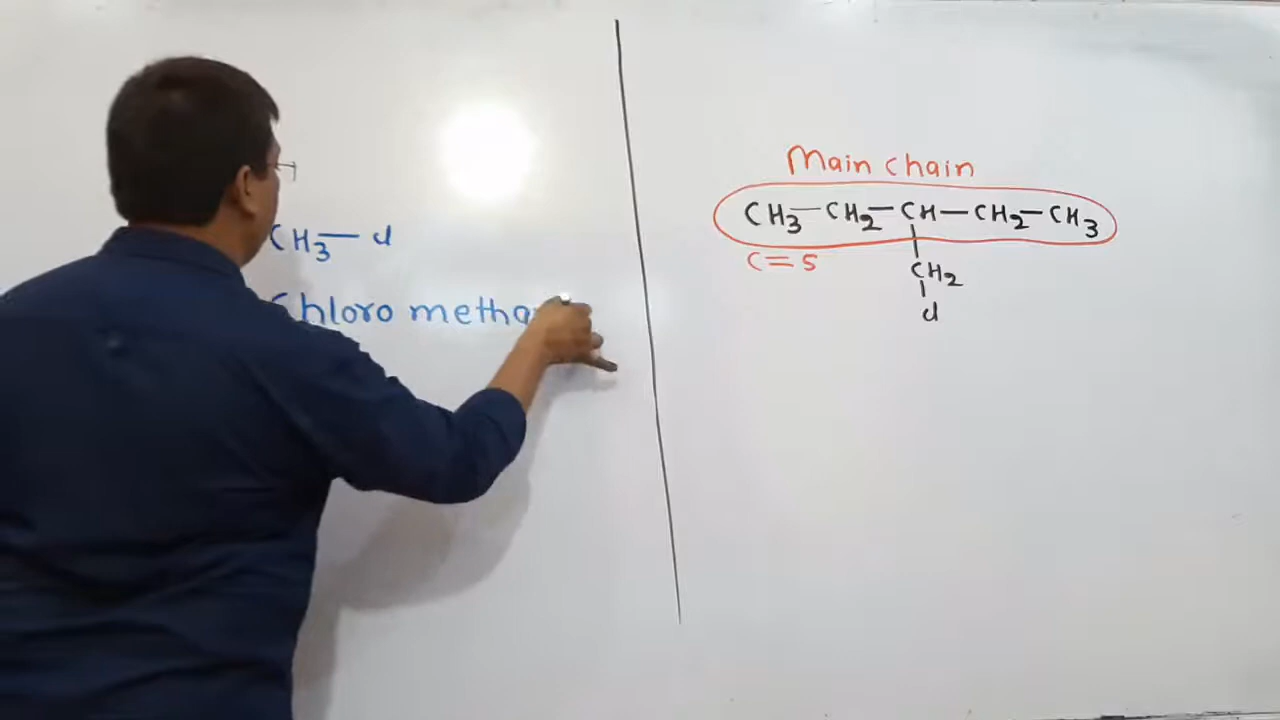 CH3—Cl
Chloro metha
Main chain
CH3—CH2—CH—CH2—CH3
C=5
CH2
Cl